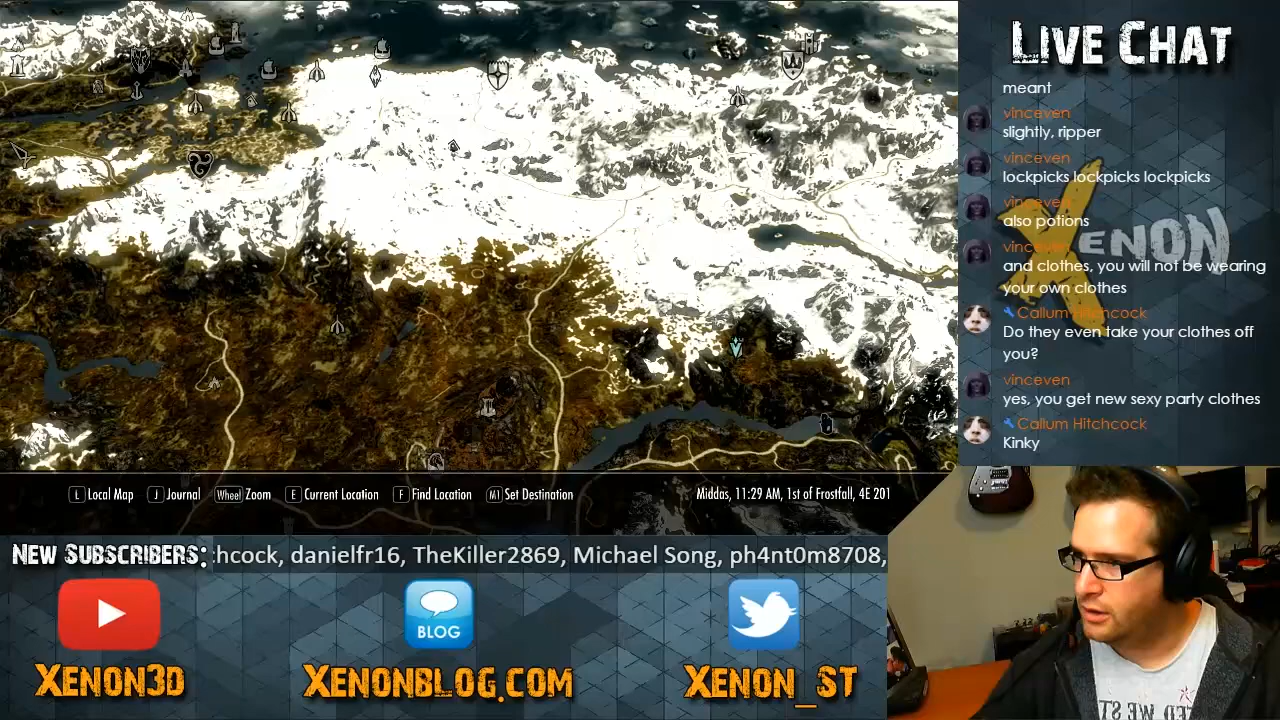 LIVE CHAT
meant
vinceven
slightly, ripper
vinceven
lockpicks lockpicks lockpicks
vinceven
also potions
vinceven
and clothes, you will not be wearing
your own clothes
Callum Hitchcock
Do they even take your clothes off
you?
vinceven
yes, you get new sexy party clothes
Callum Hitchcock
Kinky
XENON
L Local Map J Journal Wheel Zoom E Current Location F Find Location M1 Set Destination
Middas, 11:29 AM, 1st of Frostfall, 4E 201
NEW SUBSCRIBERS: hcock, danielfr16, TheKiller2869, Michael Song, ph4nt0m8708,
BLOG
XENON3D
XENONBLOG.COM
XENON_ST